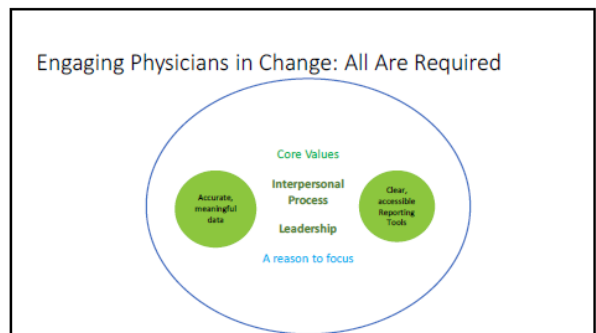 Engaging Physicians in Change: All Are Required
Core Values
Accurate,
meaningful
data
Interpersonal
Process
Leadership
Clear,
accessible
Reporting
Tools
A reason to focus